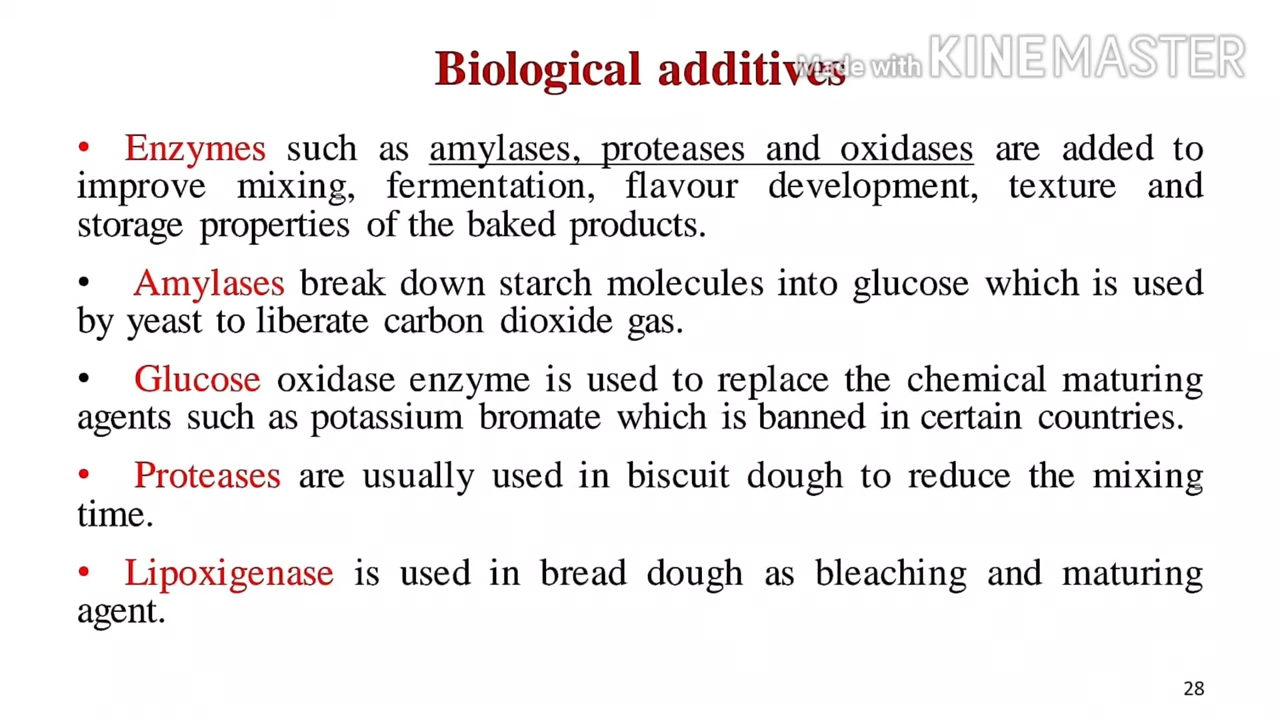 Biological additives
Made with KINEMASTER
• Enzymes such as amylases, proteases and oxidases are added to
improve mixing, fermentation, flavour development, texture and
storage properties of the baked products.
• Amylases break down starch molecules into glucose which is used
by yeast to liberate carbon dioxide gas.
• Glucose oxidase enzyme is used to replace the chemical maturing
agents such as potassium bromate which is banned in certain countries.
• Proteases are usually used in biscuit dough to reduce the mixing
time.
• Lipoxigenase is used in bread dough as bleaching and maturing
agent.
28